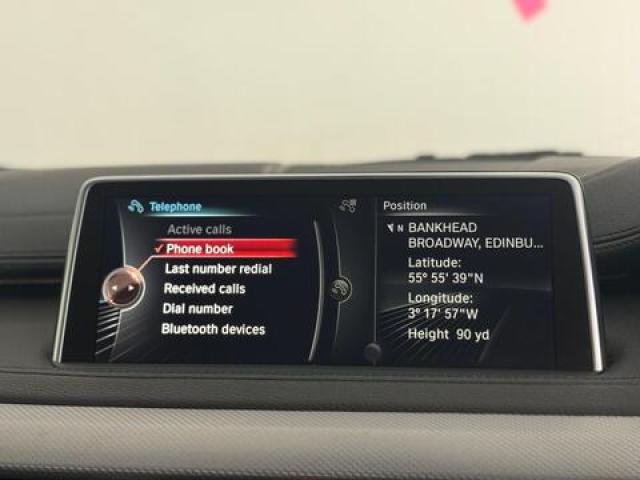 Telephone
Active calls
Phone book
Last number redial
Received calls
Dial number
Bluetooth devices
Position
N BANKHEAD
BROADWAY, EDINBU...
Latitude:
55° 55' 39"N
Longitude:
3° 17' 57"W
Height 90 yd